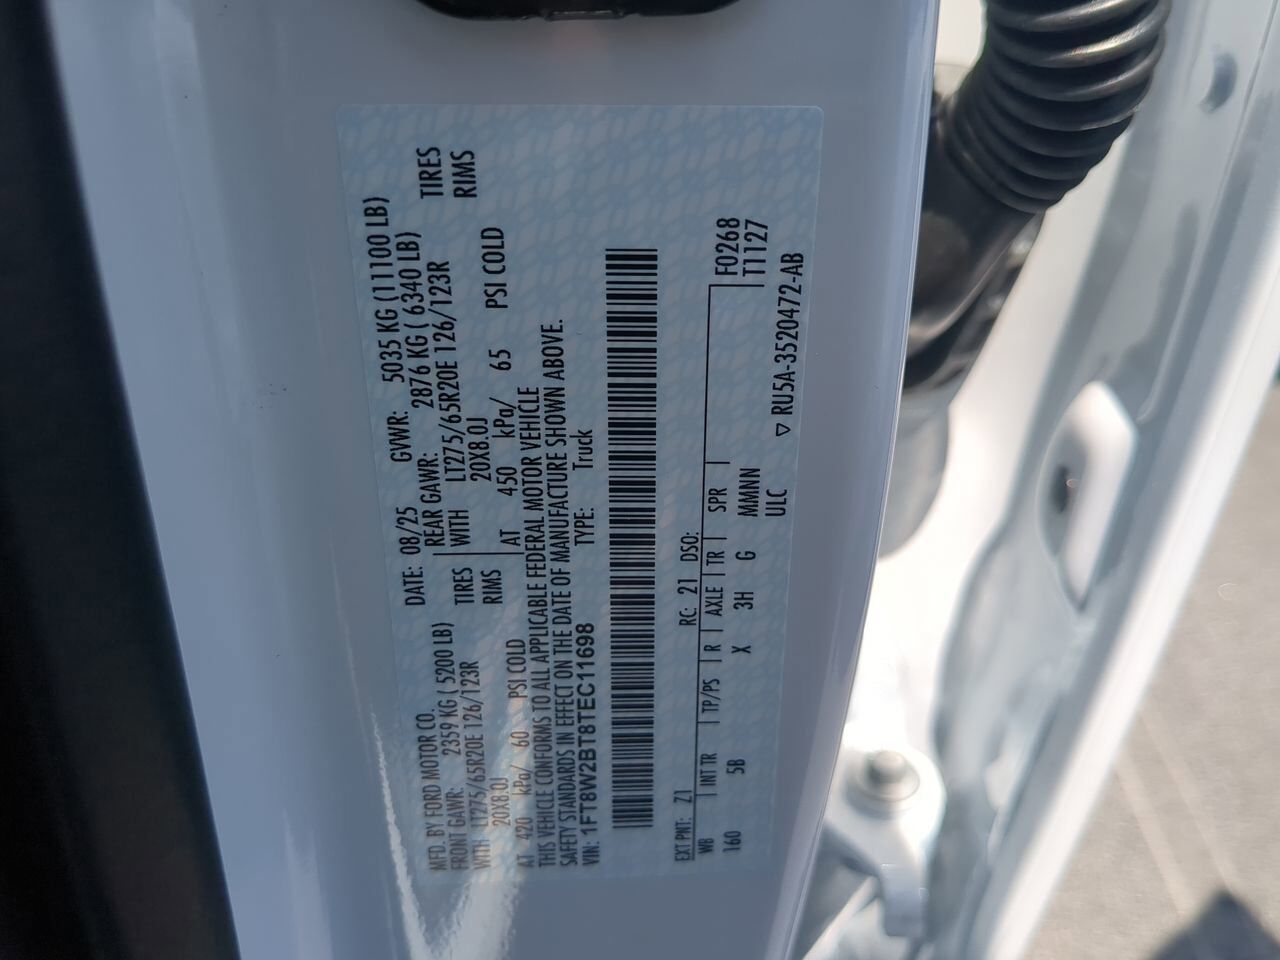 MFD. BY FORD MOTOR CO.
DATE: 08/25 GVWR: 5035 KG (11100 LB)
FRONT GAWR: 2359 KG ( 5200 LB) REAR GAWR: 2876 KG ( 6340 LB)
WITH LT275/65R20E 126/123R TIRES WITH LT275/65R20E 126/123R TIRES
20X8.0J RIMS 20X8.0J RIMS
AT 420 kPa/ 60 PSI COLD AT 450 kPa/ 65 PSI COLD
THIS VEHICLE CONFORMS TO ALL APPLICABLE FEDERAL MOTOR VEHICLE
SAFETY STANDARDS IN EFFECT ON THE DATE OF MANUFACTURE SHOWN ABOVE.
VIN: 1FT8W2BT8TEC11698 TYPE: Truck
EXT PNT: Z1 RC: 21 DSO:
WB INT TR TP/PS R AXLE TR SPR F0268
160 5B X 3H G MMNN T1127
ULC
▽ RU5A-3520472-AB